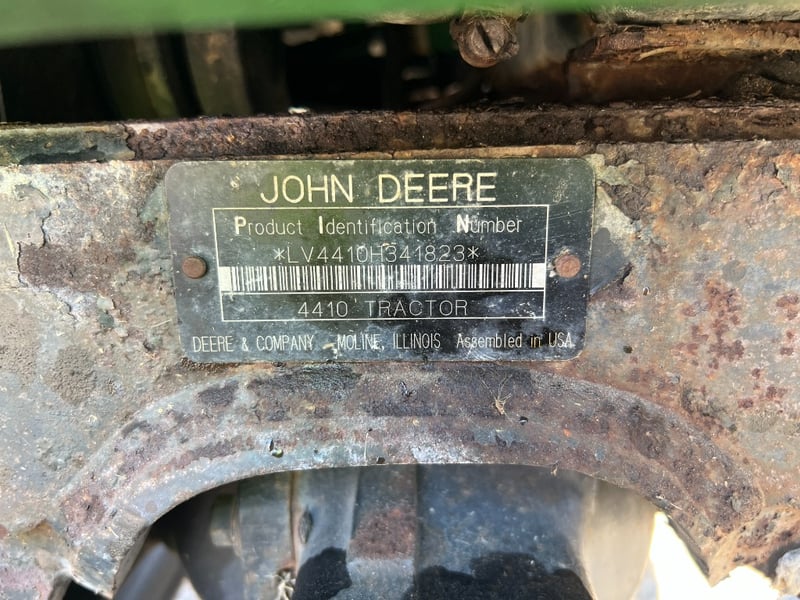 JOHN DEERE
Product Identification Number
*LV4410H341823*
4410 TRACTOR
DEERE & COMPANY MOLINE, ILLINOIS Assembled in USA